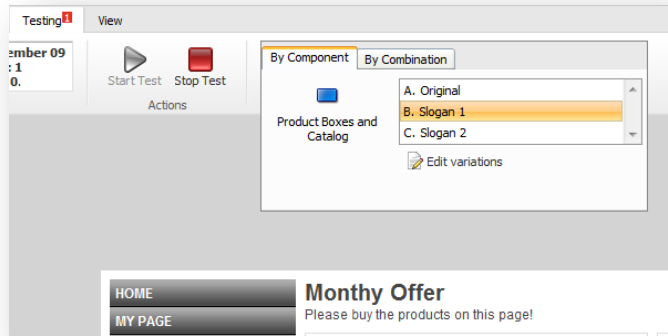 Testing 1 View
ember 09
: 1
0.
Start Test Stop Test
Actions
By Component By Combination
Product Boxes and
Catalog
A. Original
B. Slogan 1
C. Slogan 2
Edit variations
HOME
MY PAGE
Monthy Offer
Please buy the products on this page!